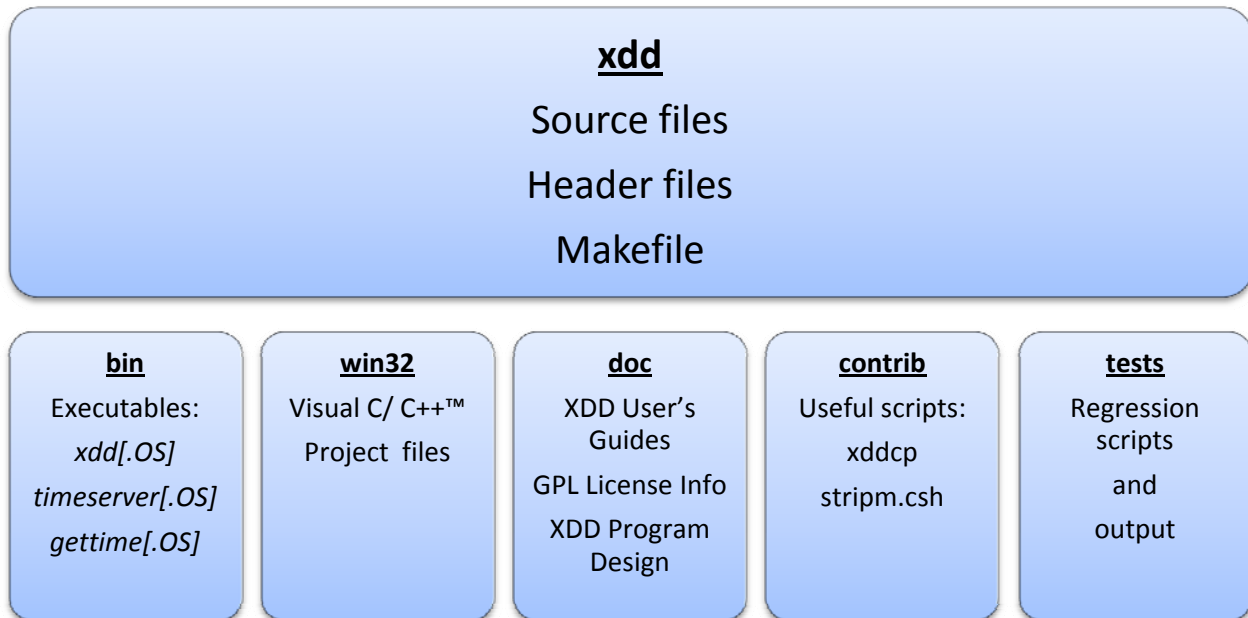 xdd
Source files
Header files
Makefile
bin
Executables:
xdd[.OS]
timeserver[.OS]
gettime[.OS]
win32
Visual C/ C++™
Project files
doc
XDD User’s
Guides
GPL License Info
XDD Program
Design
contrib
Useful scripts:
xddcp
stripm.csh
tests
Regression
scripts
and
output